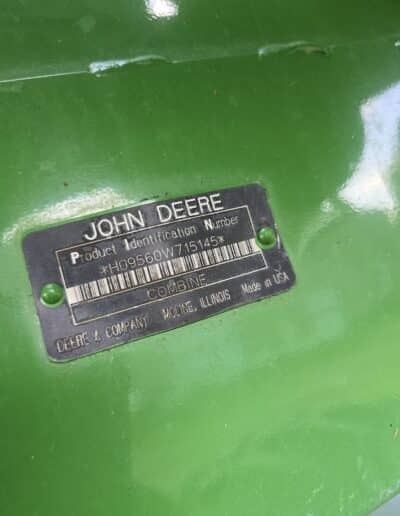 JOHN DEERE
Product Identification Number
*H09560W715145*
COMBINE
DEERE & COMPANY MOLINE, ILLINOIS Made in USA